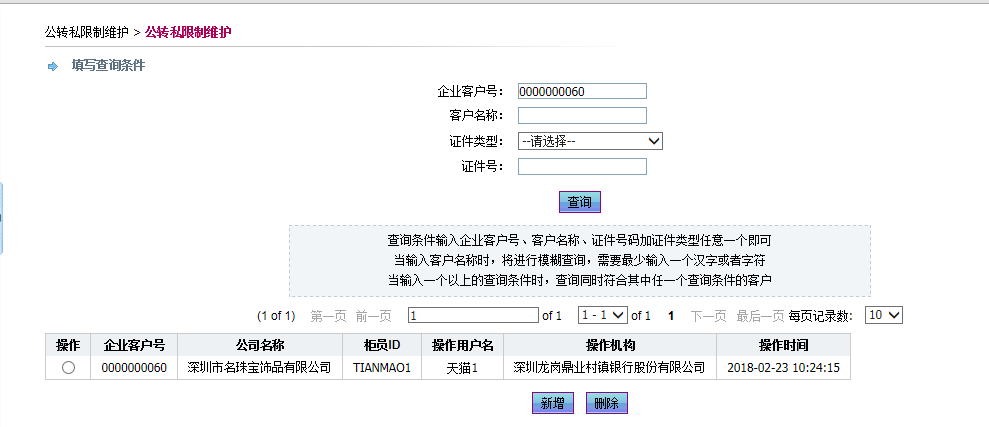 公转私限制维护 > 公转私限制维护
填写查询条件
企业客户号： 0000000060
客户名称：
证件类型： --请选择--
证件号：
查询
查询条件输入企业客户号、客户名称、证件号码加证件类型任意一个即可
当输入客户名称时，将进行模糊查询，需要最少输入一个汉字或者字符
当输入一个以上的查询条件时，查询同时符合其中任一个查询条件的客户
(1 of 1) 第一页 前一页 1 of 1 1 - 1 of 1 1 下一页 最后一页 每页记录数: 10
操作 企业客户号 公司名称 柜员ID 操作用户名 操作机构 操作时间
0000000060 深圳市名珠宝饰品有限公司 TIANMAO1 天猫1 深圳龙岗鼎业村镇银行股份有限公司 2018-02-23 10:24:15
新增 删除